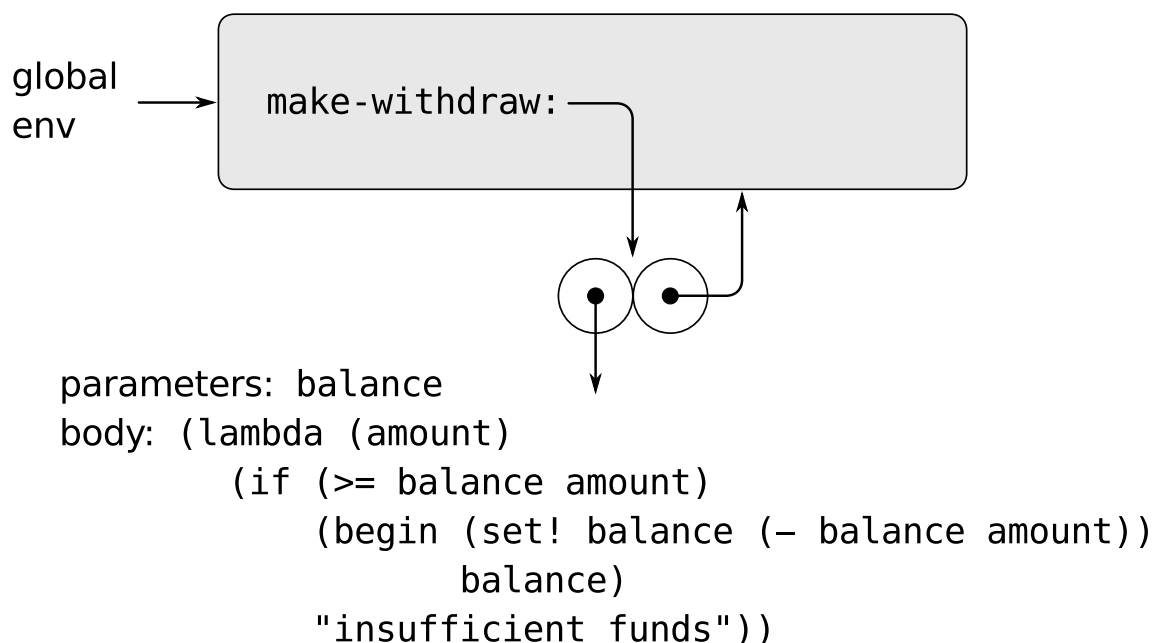 global
env
make-withdraw:
parameters: balance
body: (lambda (amount)
(if (>= balance amount)
(begin (set! balance (– balance amount))
balance)
"insufficient funds"))